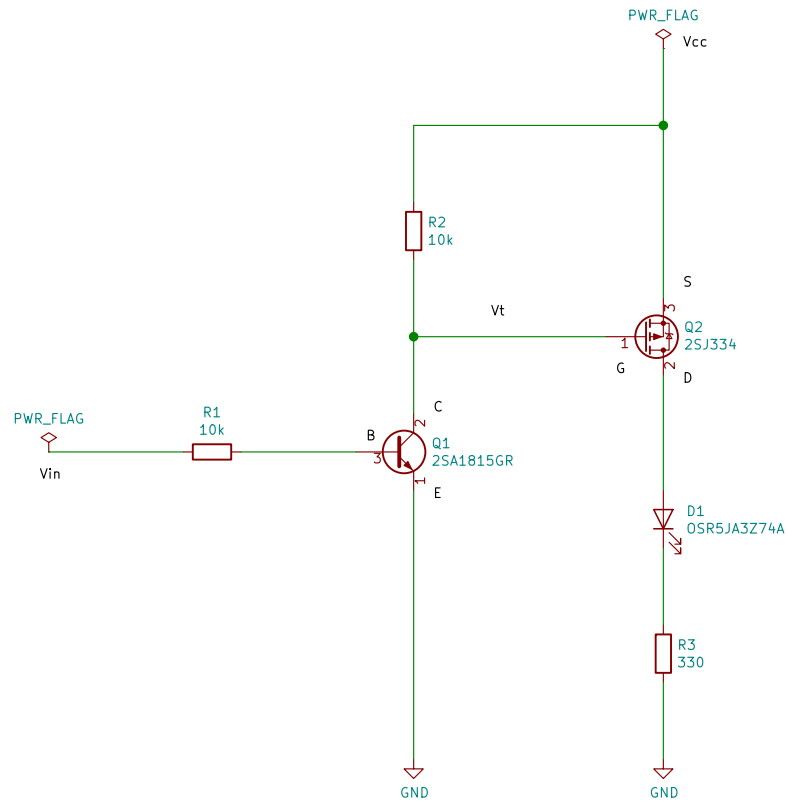 PWR_FLAG
Vcc
R2
10k
S
3
Vt
Q2
2SJ334
1
G
2
D
C
R1
10k
PWR_FLAG
B
2
Q1
3
2SA1815GR
Vin
1
E
D1
OSR5JA3Z74A
R3
330
GND
GND